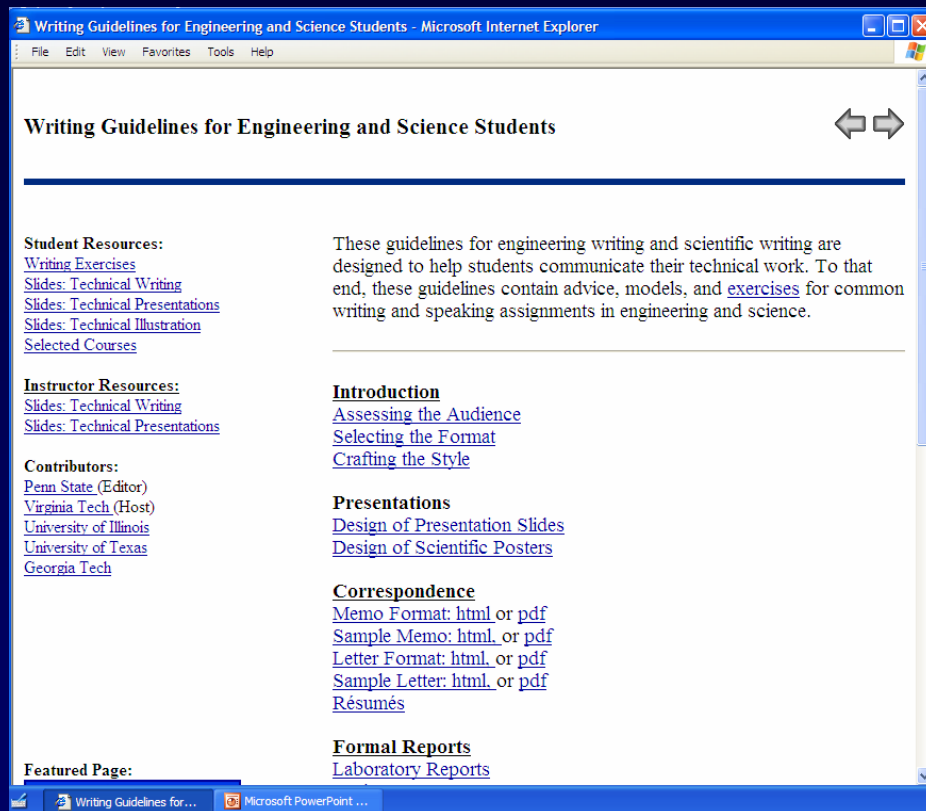 Writing Guidelines for Engineering and Science Students - Microsoft Internet Explorer
File Edit View Favorites Tools Help
Writing Guidelines for Engineering and Science Students
Student Resources:
Writing Exercises
Slides: Technical Writing
Slides: Technical Presentations
Slides: Technical Illustration
Selected Courses
Instructor Resources:
Slides: Technical Writing
Slides: Technical Presentations
Contributors:
Penn State (Editor)
Virginia Tech (Host)
University of Illinois
University of Texas
Georgia Tech
Featured Page:
These guidelines for engineering writing and scientific writing are
designed to help students communicate their technical work. To that
end, these guidelines contain advice, models, and exercises for common
writing and speaking assignments in engineering and science.
Introduction
Assessing the Audience
Selecting the Format
Crafting the Style
Presentations
Design of Presentation Slides
Design of Scientific Posters
Correspondence
Memo Format: html or pdf
Sample Memo: html, or pdf
Letter Format: html, or pdf
Sample Letter: html, or pdf
Résumés
Formal Reports
Laboratory Reports
Writing Guidelines for...
Microsoft PowerPoint ...